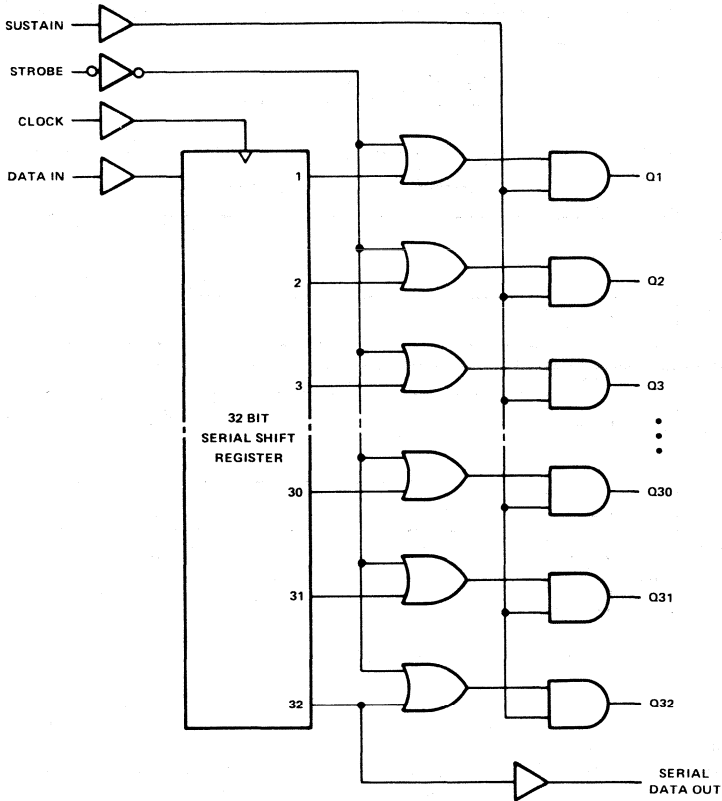 SUSTAIN
STROBE
CLOCK
DATA IN
1
Q1
2
Q2
3
Q3
32 BIT
SERIAL SHIFT
REGISTER
30
Q30
31
Q31
32
Q32
SERIAL
DATA OUT